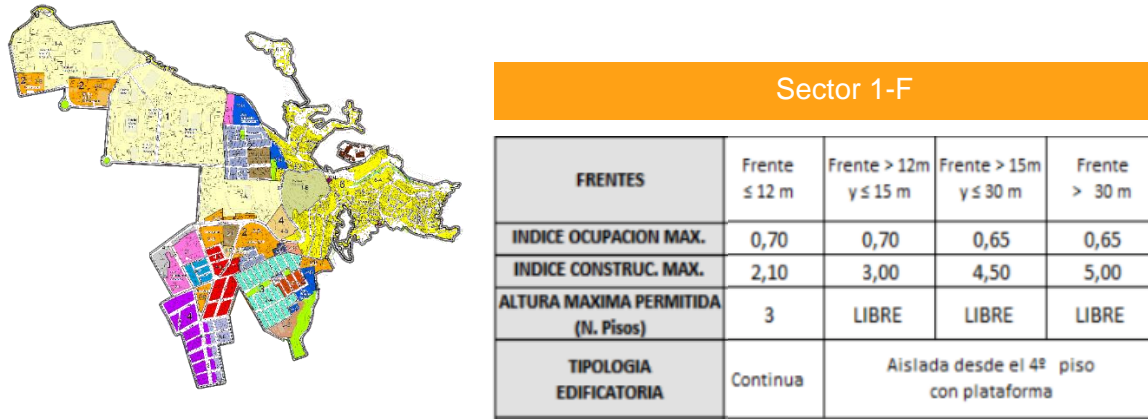 Sector 1-F
FRENTES
Frente
≤ 12 m
Frente > 12m
y ≤ 15 m
Frente > 15m
y ≤ 30 m
Frente
> 30 m
INDICE OCUPACION MAX.
0,70
0,70
0,65
0,65
INDICE CONSTRUC. MAX.
2,10
3,00
4,50
5,00
ALTURA MAXIMA PERMITIDA
(N. Pisos)
3
LIBRE
LIBRE
LIBRE
TIPOLOGIA
EDIFICATORIA
Continua
Aislada desde el 4º piso
con plataforma